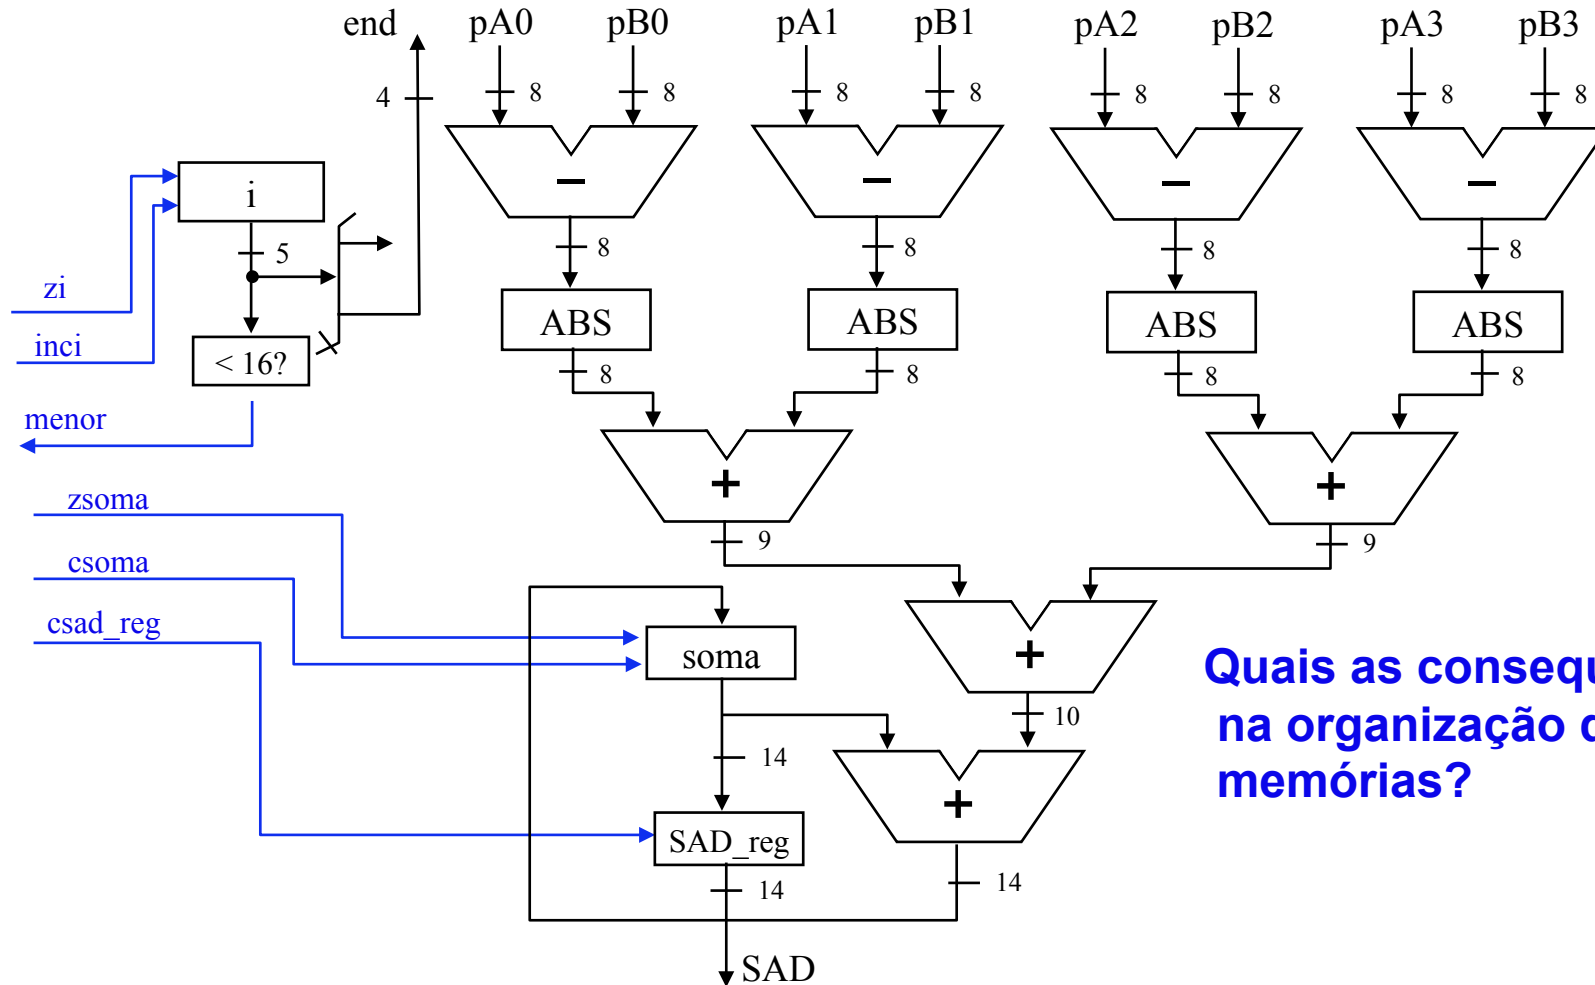 end pA0 pB0 pA1 pB1 pA2 pB2 pA3 pB3
4 8 8 8 8 8 8 8 8
− − − −
i
5 8 8 8 8
zi
inci
ABS ABS ABS ABS
< 16?
8 8 8 8
menor
+ +
zsoma
9 9
csoma
csad_reg
soma
+
Quais as
10
na organização
14
memórias?
+
SAD_reg
14 14
SAD